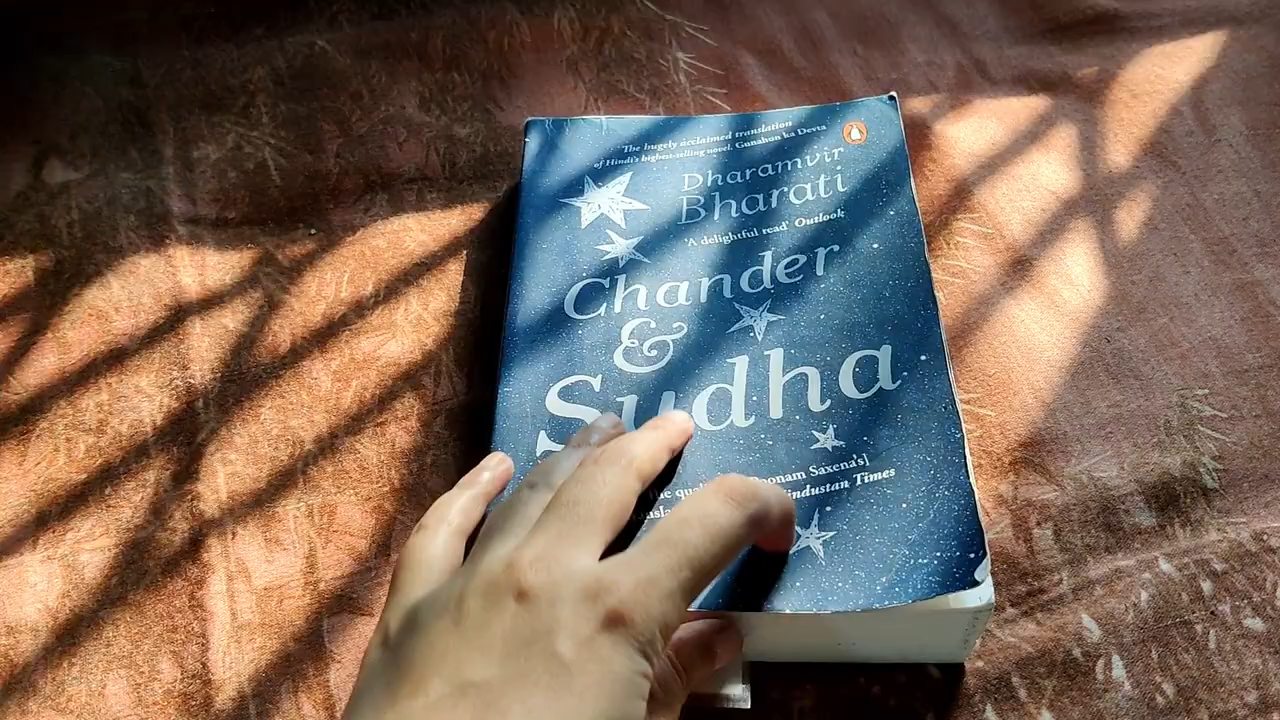 The hugely acclaimed translation
of Hindi's highest-selling novel, Gunahon ka Devta
Dharamvir
Bharati
'A delightful read' Outlook
Chander
&
Sudha
Poonam Saxena's]
Hindustan Times